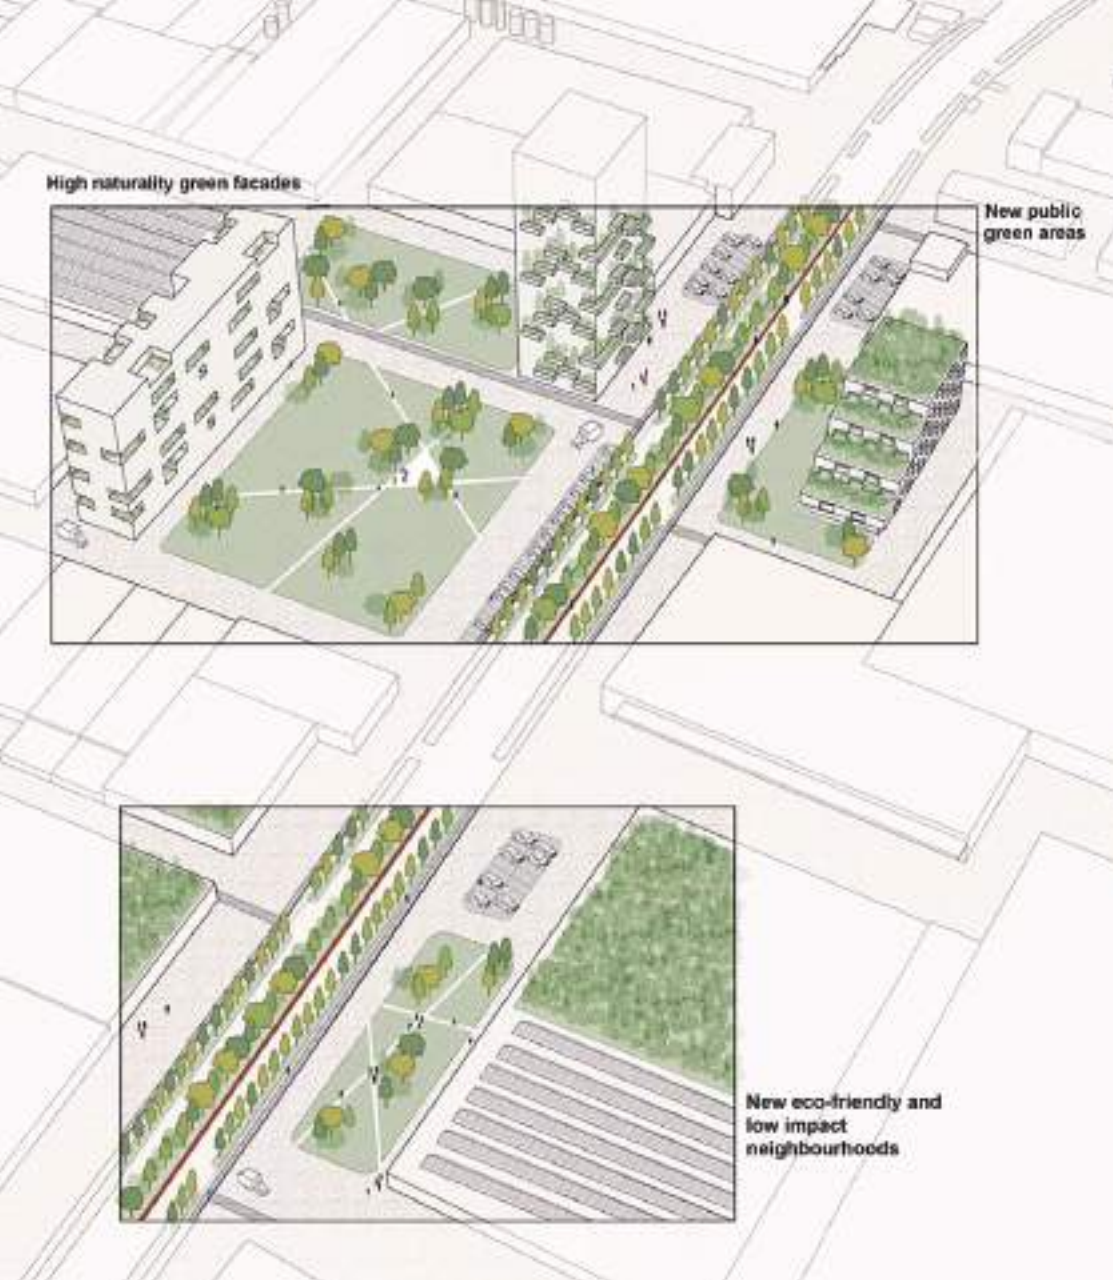 High naturality green facades
New public
green areas
New eco-friendly and
low impact
neighbourhoods